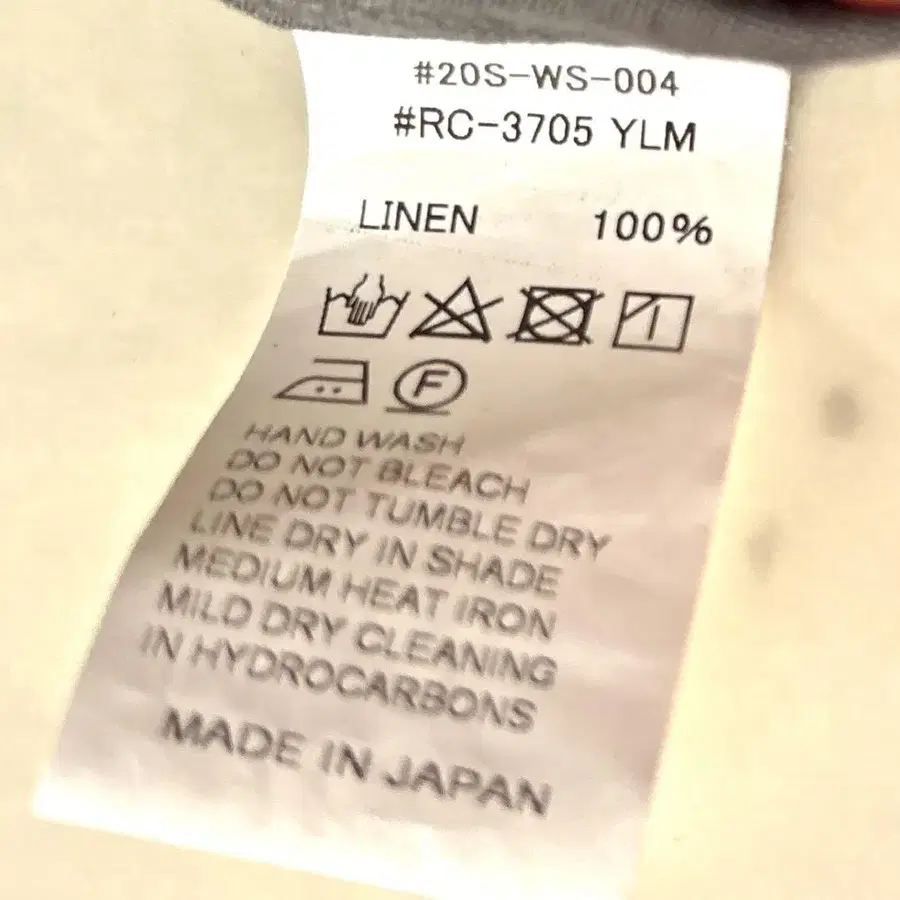 #20S-WS-004
#RC-3705 YLM
LINEN 100%
F
HAND WASH
DO NOT BLEACH
DO NOT TUMBLE DRY
LINE DRY IN SHADE
MEDIUM HEAT IRON
MILD DRY CLEANING
IN HYDROCARBONS
MADE IN JAPAN